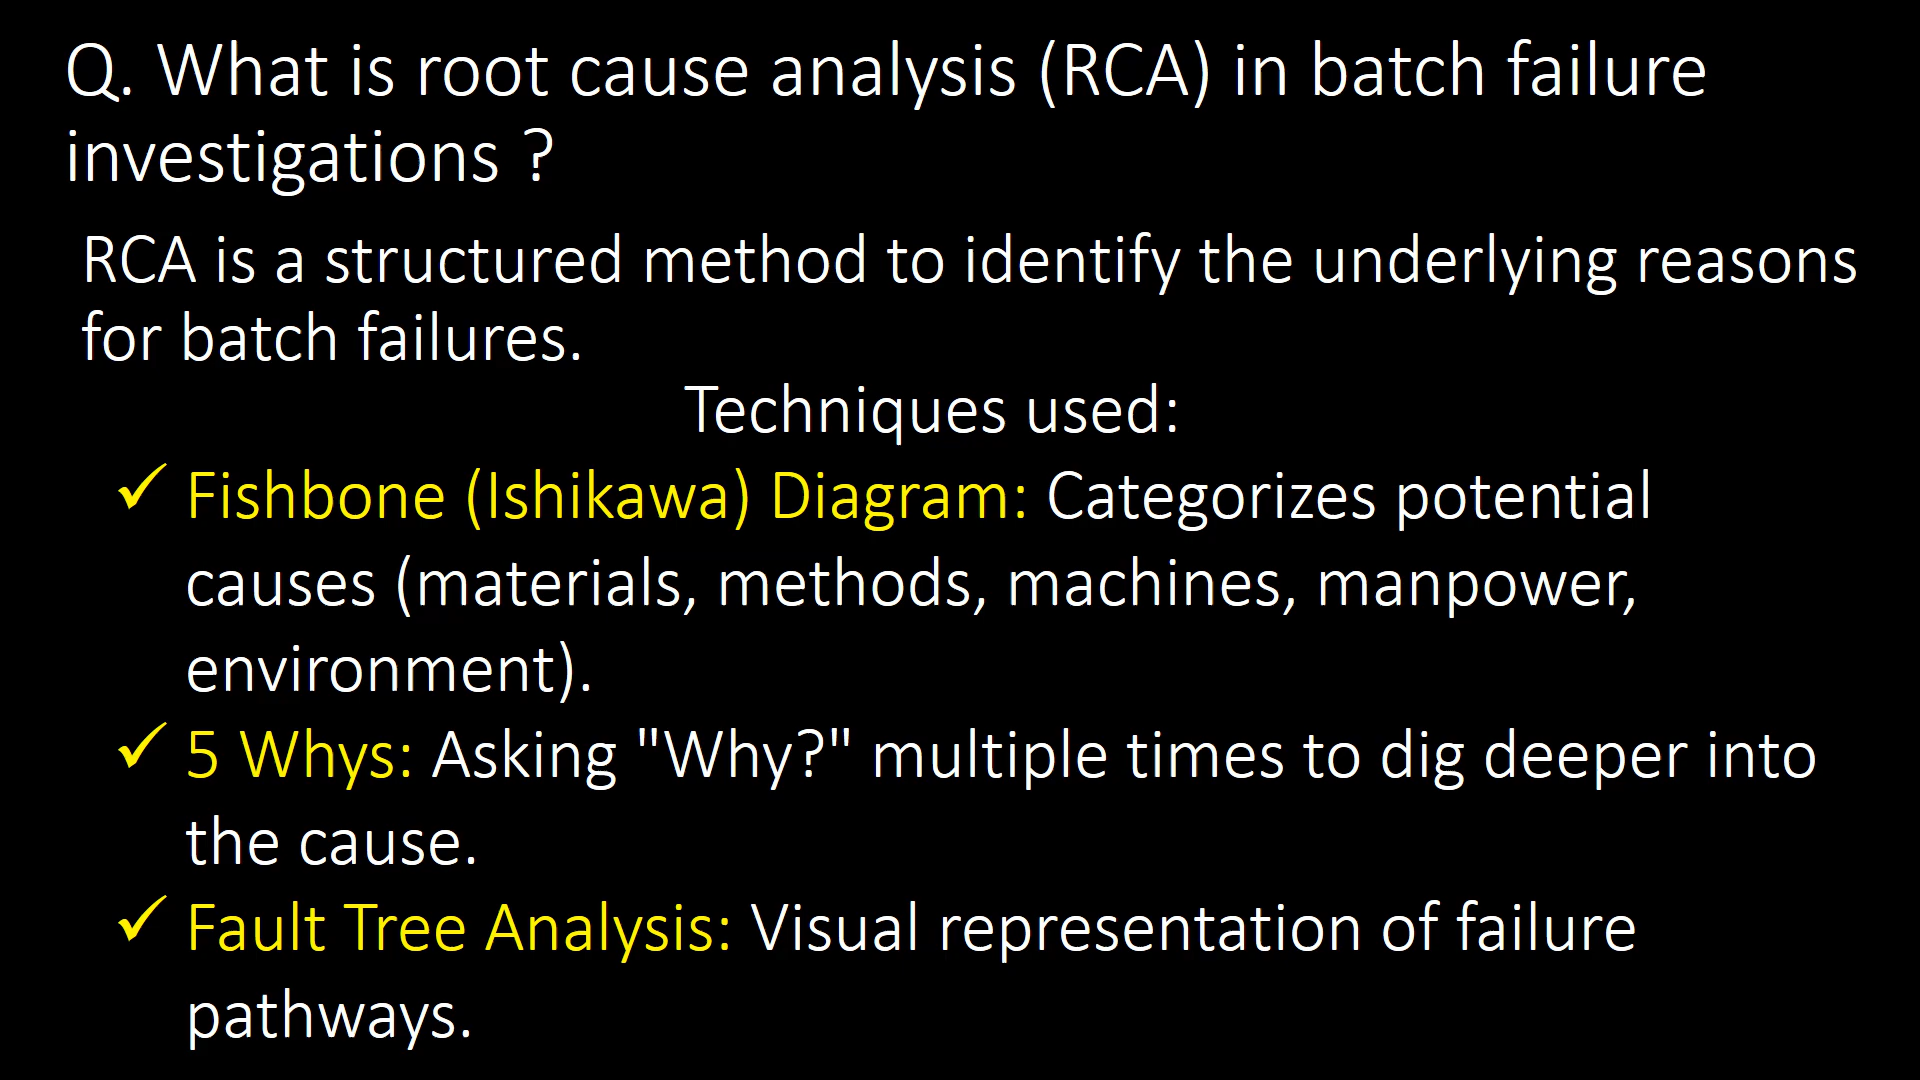 Q. What is root cause analysis (RCA) in batch failure
investigations ?
RCA is a structured method to identify the underlying reasons
for batch failures.
Techniques used:
✓ Fishbone (Ishikawa) Diagram: Categorizes potential
causes (materials, methods, machines, manpower,
environment).
✓ 5 Whys: Asking "Why?" multiple times to dig deeper into
the cause.
✓ Fault Tree Analysis: Visual representation of failure
pathways.